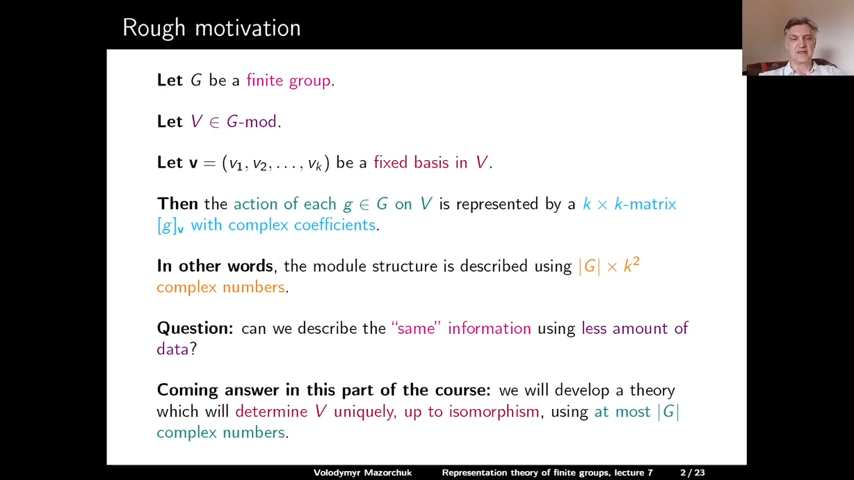 Rough motivation
Let G be a finite group.
Let V ∈ G-mod.
Let v = (v₁, v₂, . . . , vₖ) be a fixed basis in V.
Then the action of each g ∈ G on V is represented by a k × k-matrix
[g]ᵥ with complex coefficients.
In other words, the module structure is described using |G| × k²
complex numbers.
Question: can we describe the “same” information using less amount of
data?
Coming answer in this part of the course: we will develop a theory
which will determine V uniquely, up to isomorphism, using at most |G|
complex numbers.
Volodymyr Mazorchuk Representation theory of finite groups, lecture 7 2 / 23